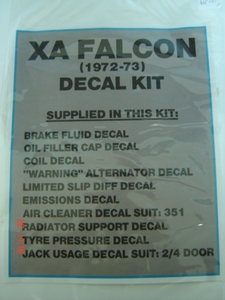 XA FALCON
(1972-73)
DECAL KIT
SUPPLIED IN THIS KIT:
BRAKE FLUID DECAL
OIL FILLER CAP DECAL
COIL DECAL
"WARNING" ALTERNATOR DECAL
LIMITED SLIP DIFF DECAL
EMISSIONS DECAL
AIR CLEANER DECAL SUIT: 351
RADIATOR SUPPORT DECAL
TYRE PRESSURE DECAL
JACK USAGE DECAL SUIT: 2/4 DOOR